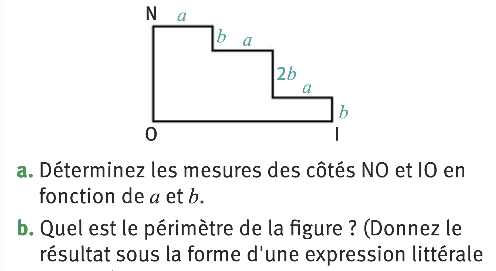 N a
b a
2b
a
b
O I
a. Déterminez les mesures des côtés NO et IO en
fonction de a et b.
b. Quel est le périmètre de la figure ? (Donnez le
résultat sous la forme d'une expression littérale